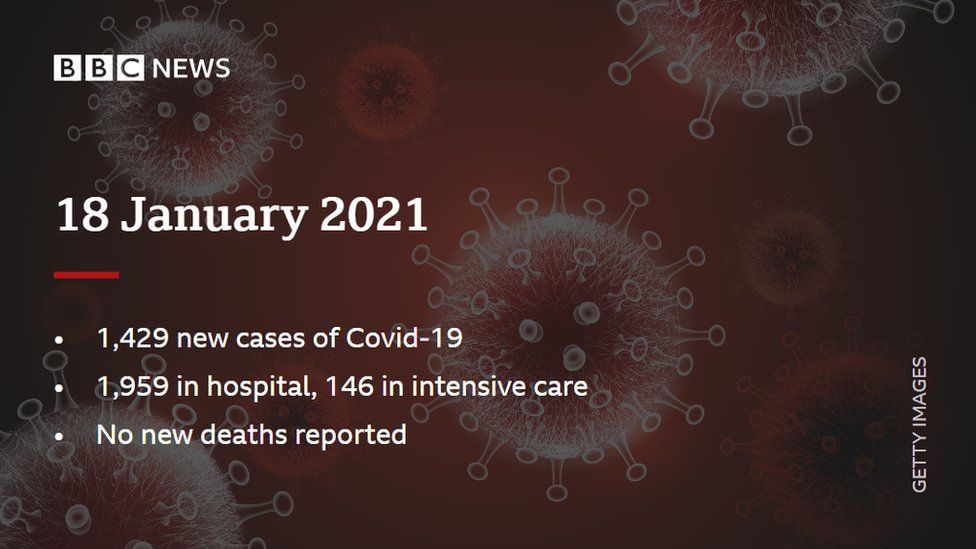 BBC NEWS
18 January 2021
• 1,429 new cases of Covid-19
• 1,959 in hospital, 146 in intensive care
• No new deaths reported
GETTY IMAGES